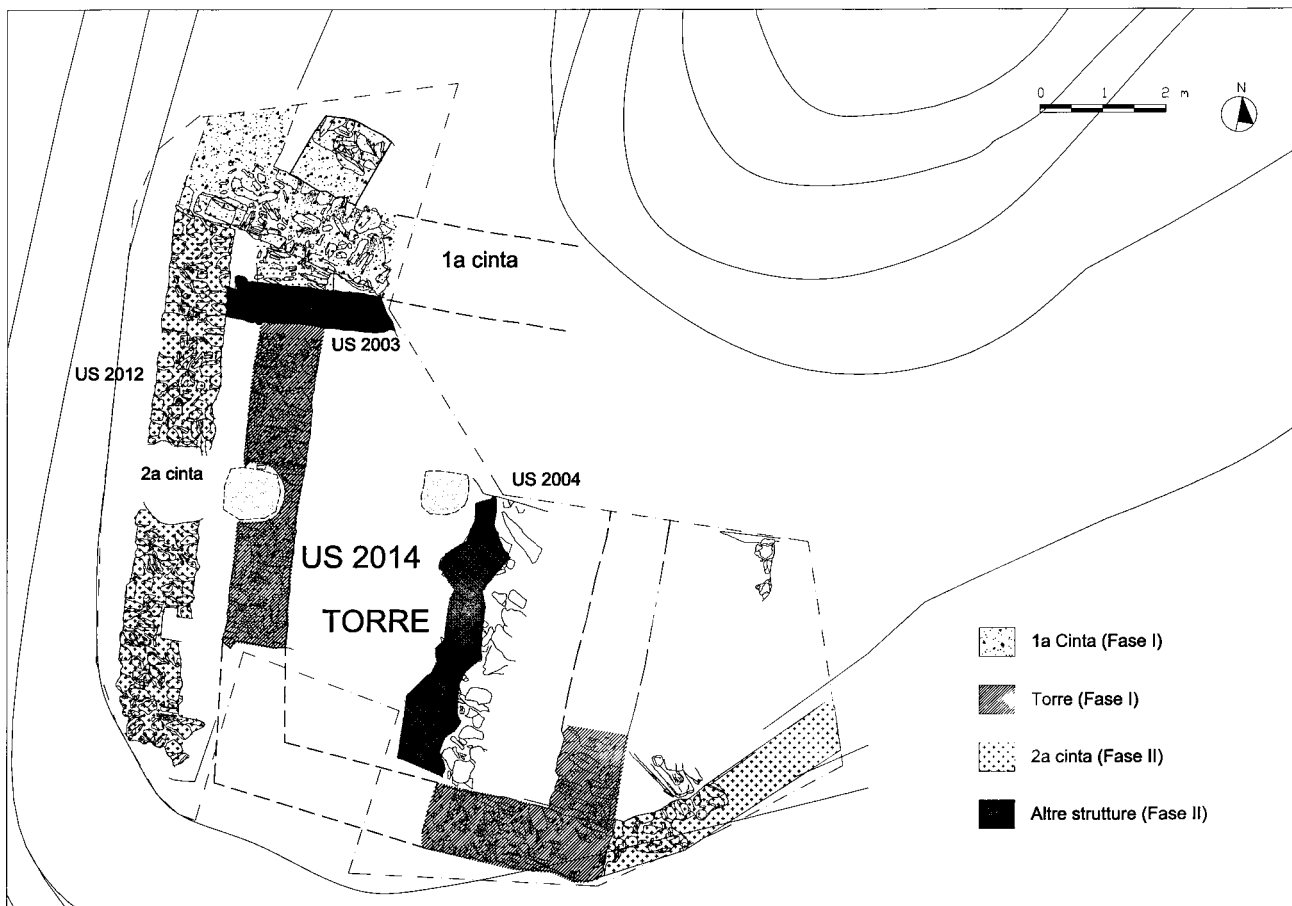 0 1 2 m
N
1a cinta
US 2003
US 2012
2a cinta
US 2004
US 2014
TORRE
1a Cinta (Fase I)
Torre (Fase I)
2a cinta (Fase II)
Altre strutture (Fase II)